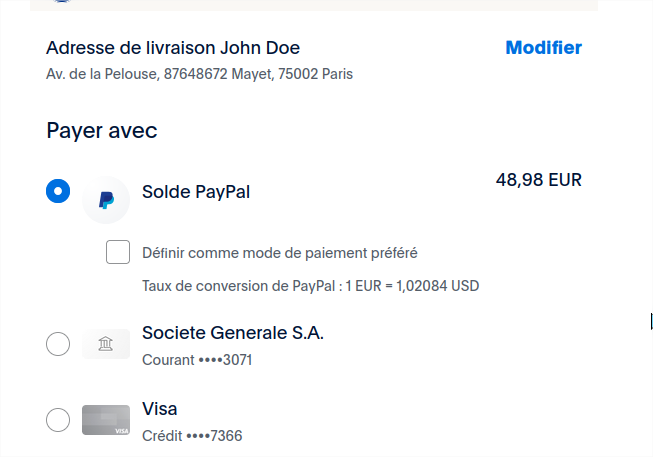 Adresse de livraison John Doe
Modifier
Av. de la Pelouse, 87648672 Mayet, 75002 Paris
Payer avec
Solde PayPal
48,98 EUR
Définir comme mode de paiement préféré
Taux de conversion de PayPal : 1 EUR = 1,02084 USD
Societe Generale S.A.
Courant ••••3071
Visa
VISA
Crédit ••••7366